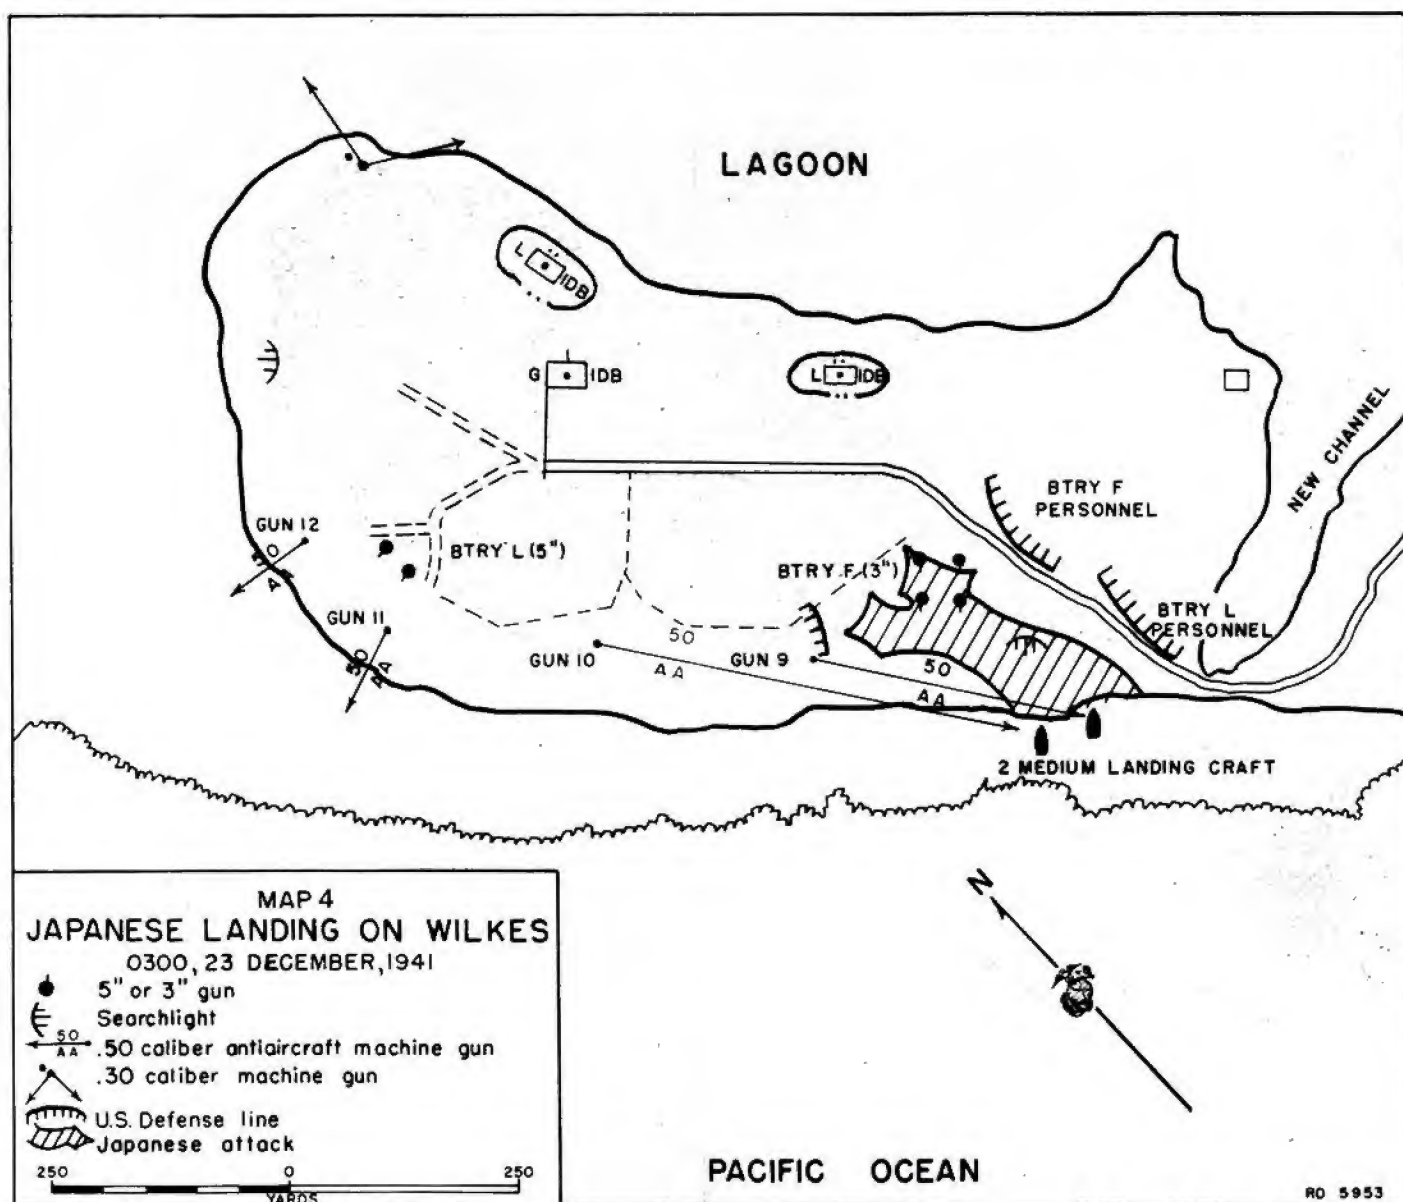 LAGOON
L
IDB
G
IDB
L
IDB
NEW CHANNEL
BTRY F
PERSONNEL
GUN 12
50
AA
BTRY L (5")
BTRY F (3")
BTRY L
PERSONNEL
GUN 11
50
AA
GUN 10
50
AA
GUN 9
50
AA
2 MEDIUM LANDING CRAFT
N
MAP 4
JAPANESE LANDING ON WILKES
0300, 23 DECEMBER, 1941
5" or 3" gun
Searchlight
50
AA
.50 caliber antiaircraft machine gun
.30 caliber machine gun
U.S. Defense line
Japanese attack
250 0 250
YARDS
PACIFIC OCEAN
RD 5953